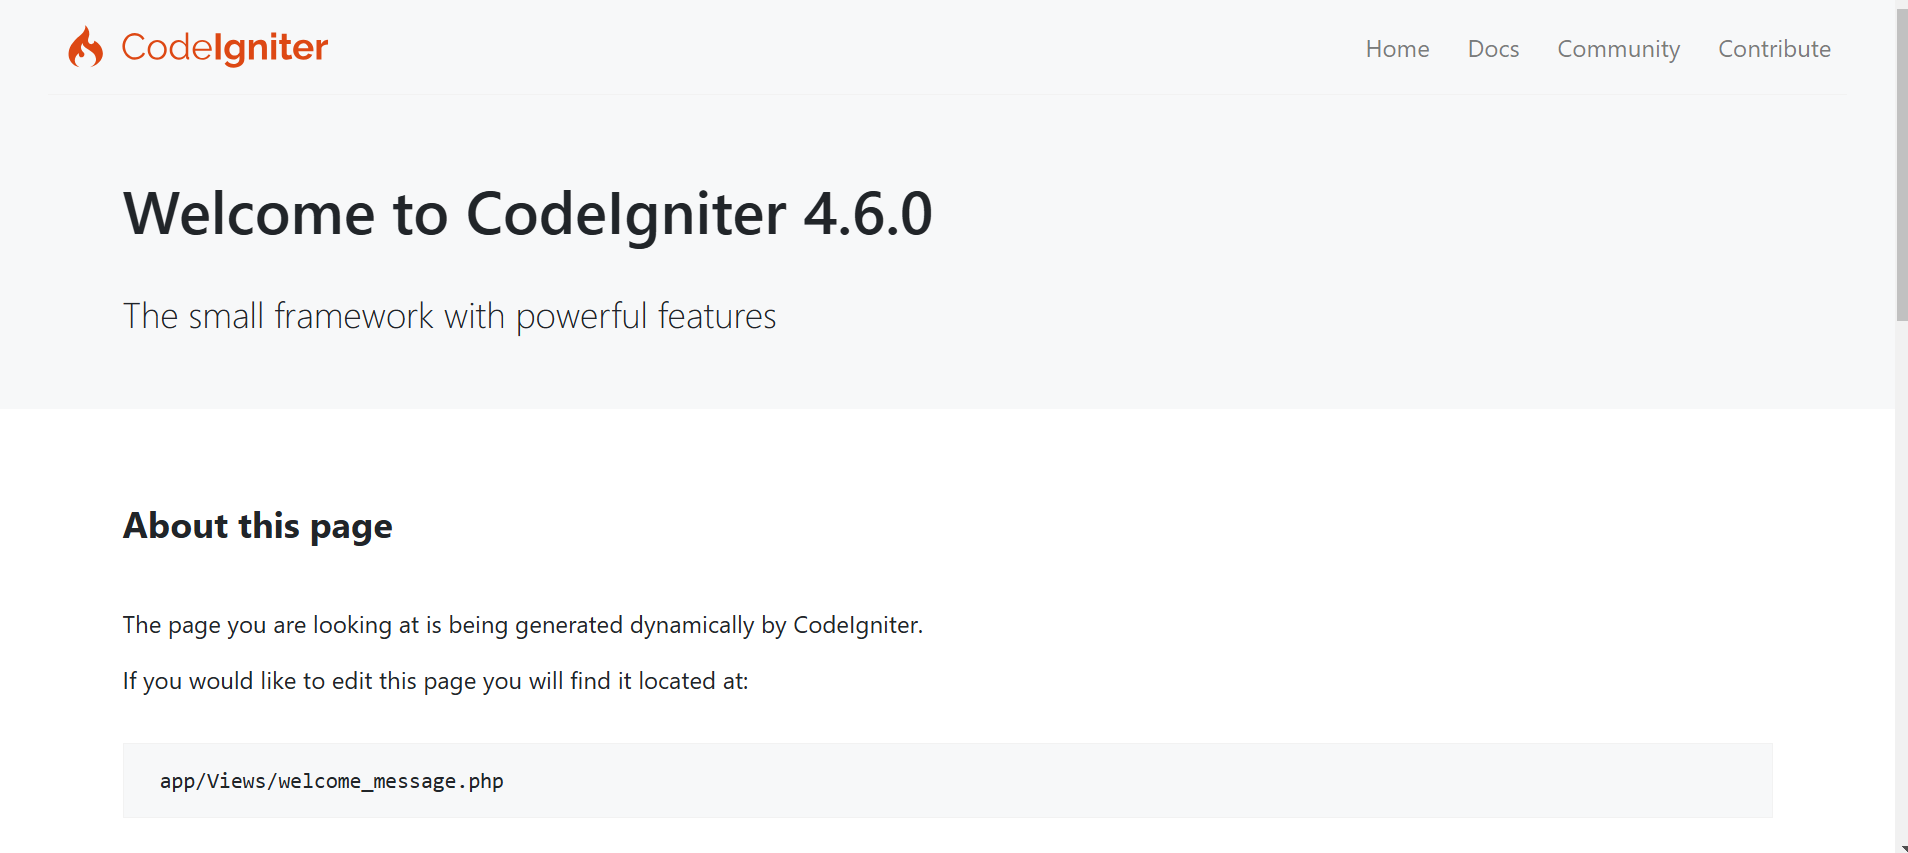 CodeIgniter
Home Docs Community Contribute
Welcome to CodeIgniter 4.6.0
The small framework with powerful features
About this page
The page you are looking at is being generated dynamically by CodeIgniter.
If you would like to edit this page you will find it located at:
app/Views/welcome_message.php